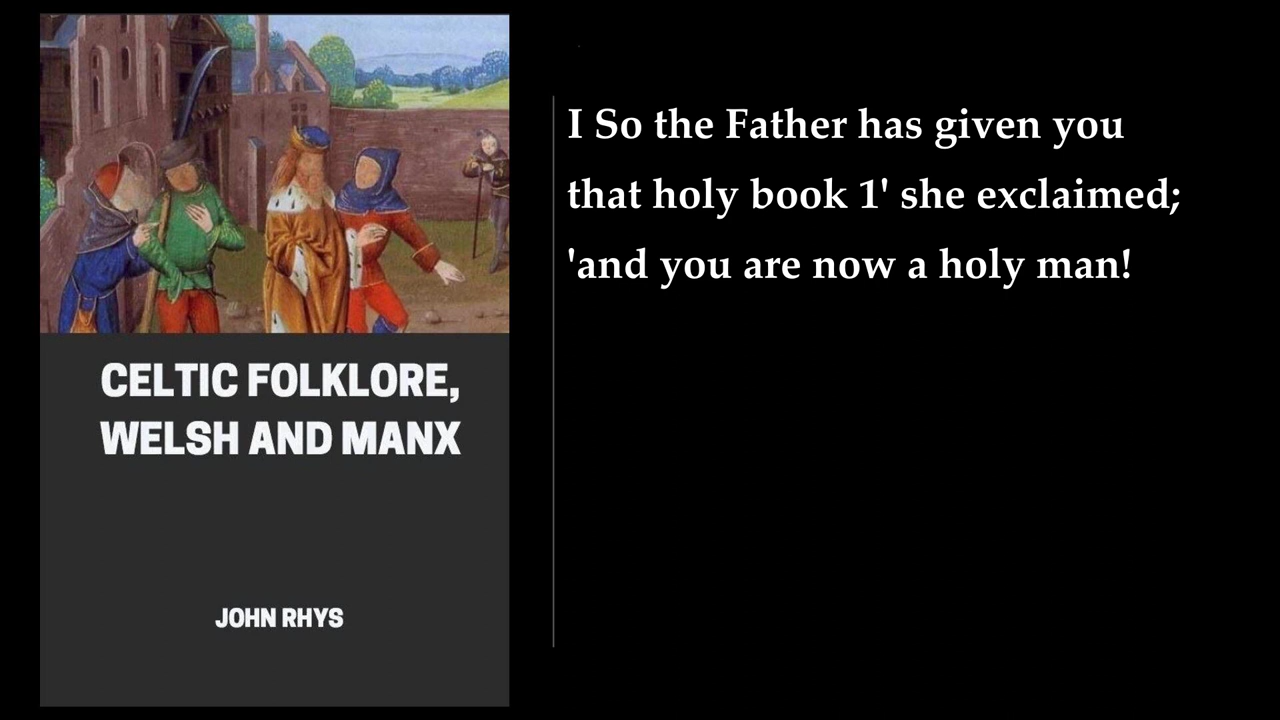 CELTIC FOLKLORE,
WELSH AND MANX
JOHN RHYS
I So the Father has given you
that holy book 1' she exclaimed;
'and you are now a holy man!